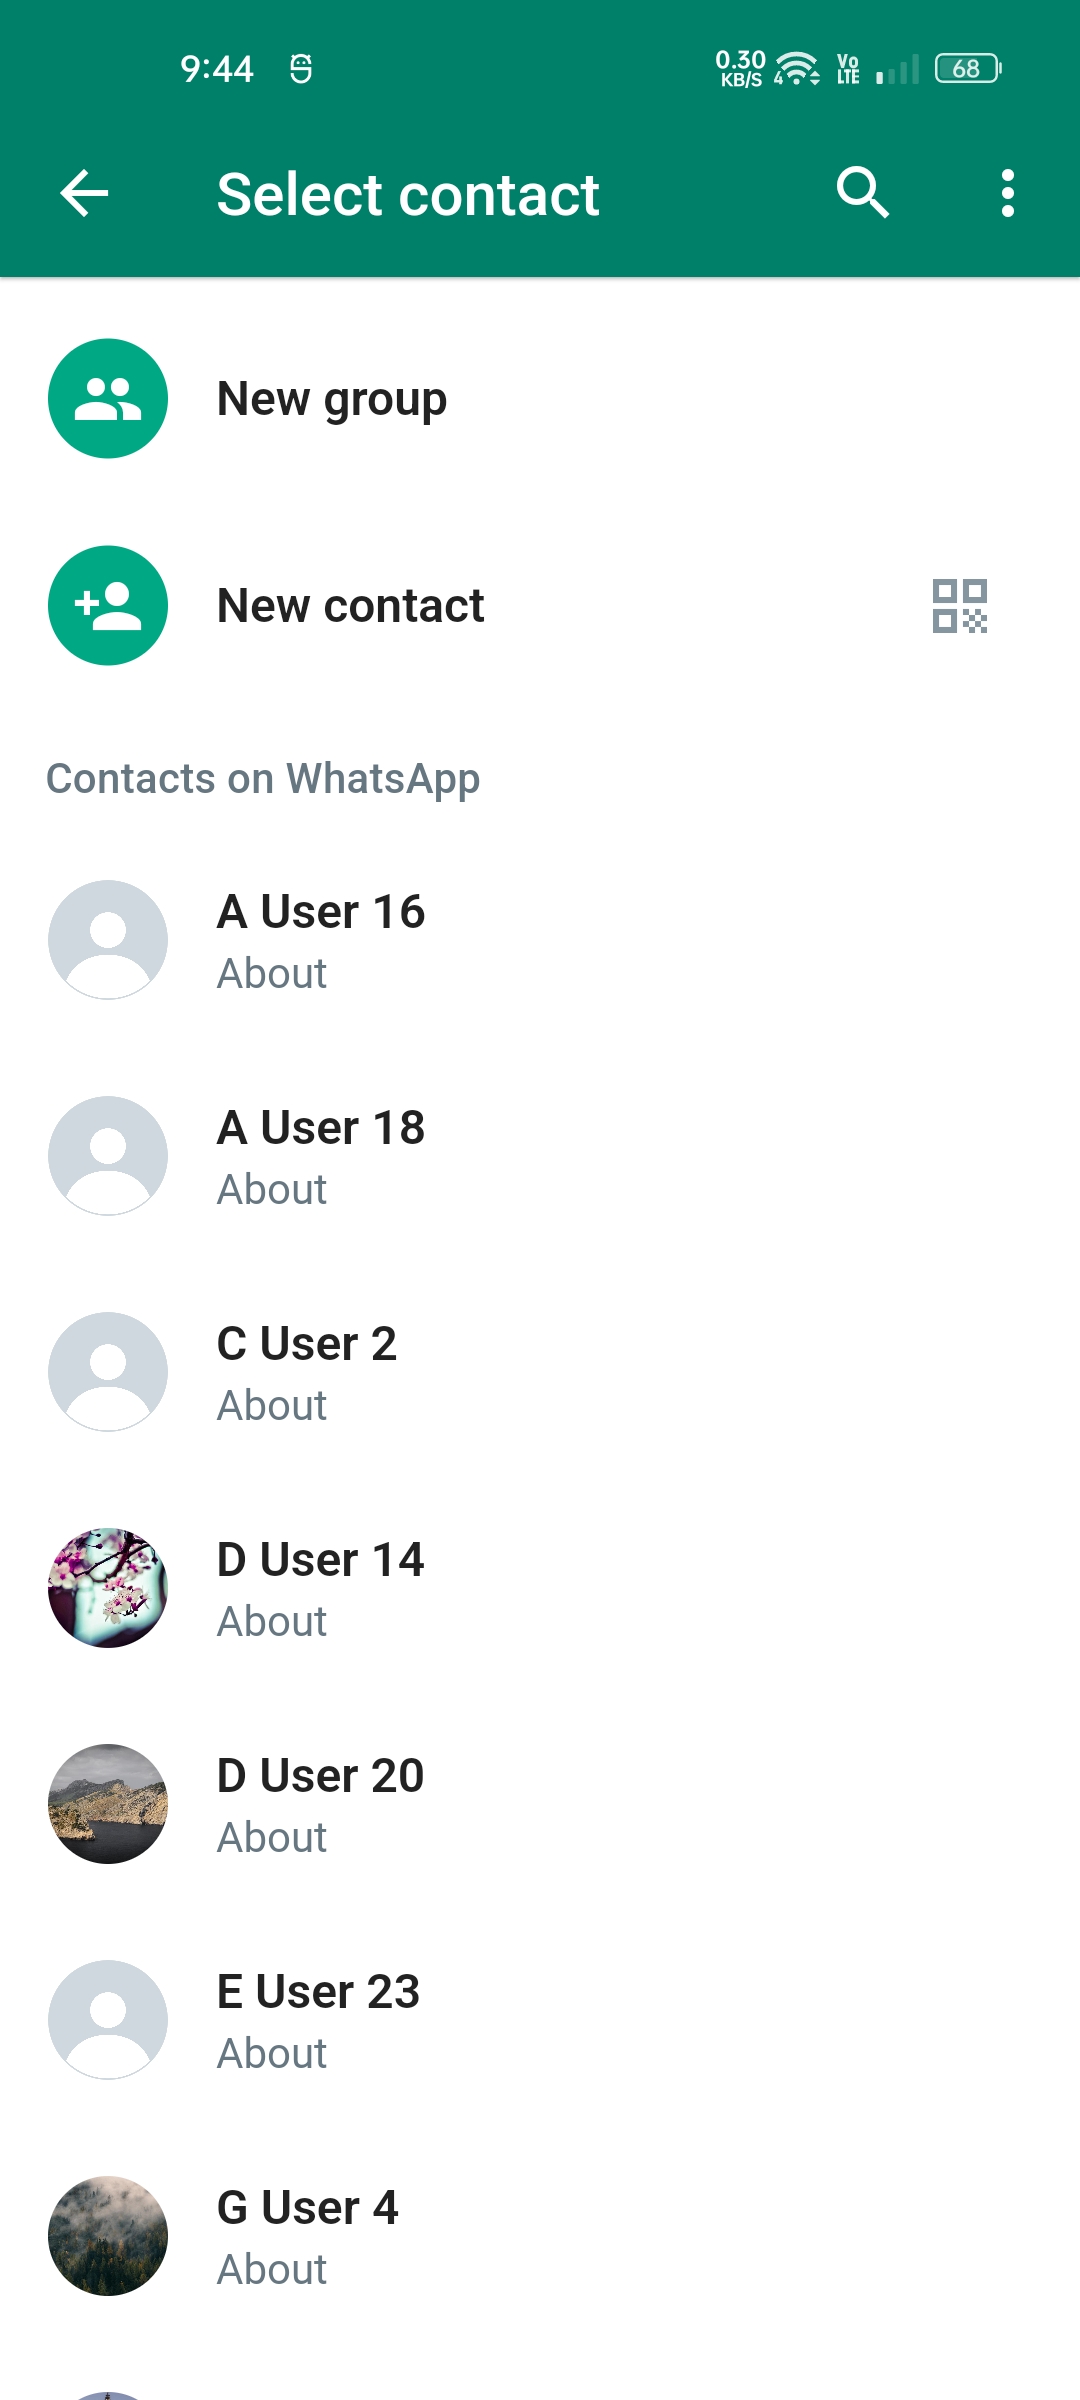 9:44
0.30
KB/S
4
Vo
LTE
68
Select contact
New group
New contact
Contacts on WhatsApp
A User 16
About
A User 18
About
C User 2
About
D User 14
About
D User 20
About
E User 23
About
G User 4
About